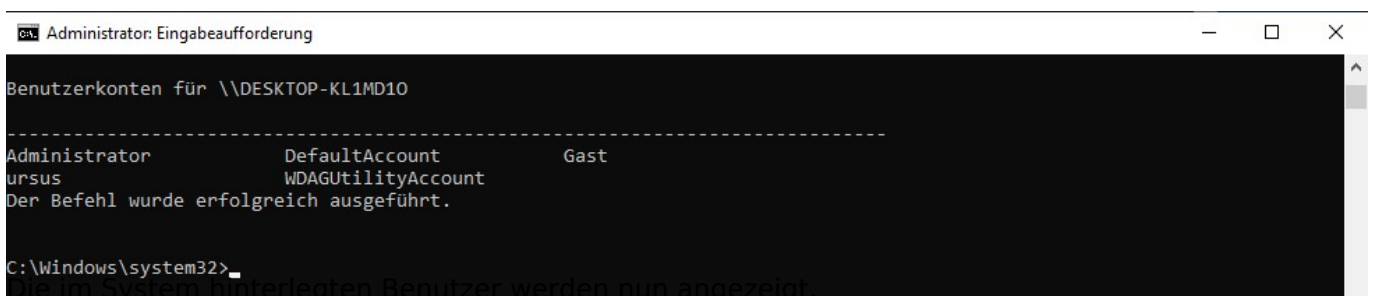 Administrator: Eingabeaufforderung
Benutzerkonten für \\DESKTOP-KL1MD1O
-------------------------------------------------------------------------------
Administrator DefaultAccount Gast
ursus WDAGUtilityAccount
Der Befehl wurde erfolgreich ausgeführt.
C:\Windows\system32>
Die im System hinterlegten Benutzer werden nun angezeigt.